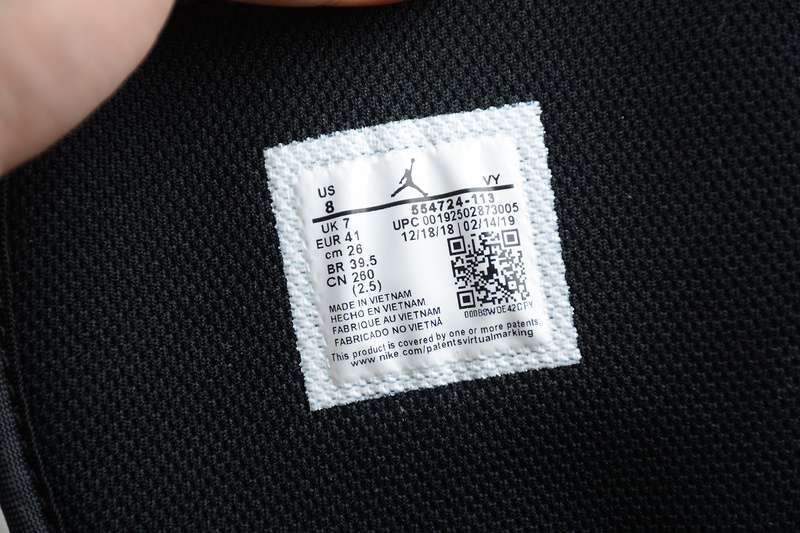 US VY
8 554724-113
UK 7 UPC 00192502873005
EUR 41 12/18/18 | 02/14/19
cm 26
BR 39.5
CN 260
(2.5)
MADE IN VIETNAM
HECHO EN VIETNAM
FABRIQUE AU VIETNAM
FABRICADO NO VIETNÃ
This product is covered by one or more patents
www.nike.com/patentsvirtualmarking